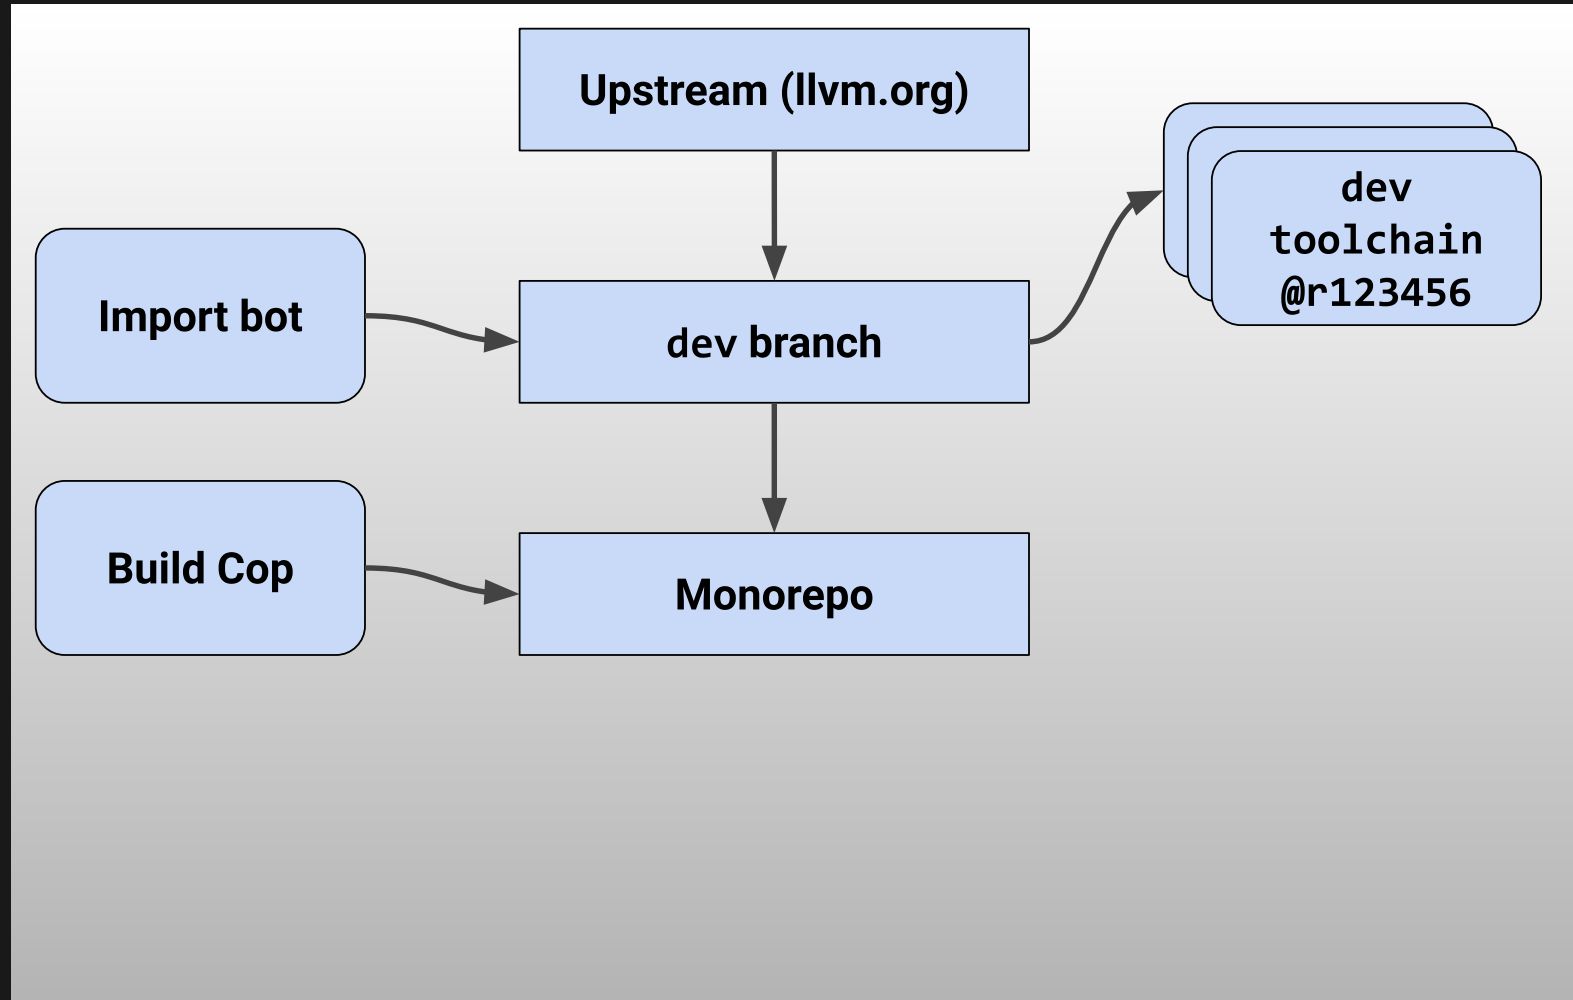 Upstream (llvm.org)
dev
toolchain
@r123456
Import bot
dev branch
Build Cop
Monorepo